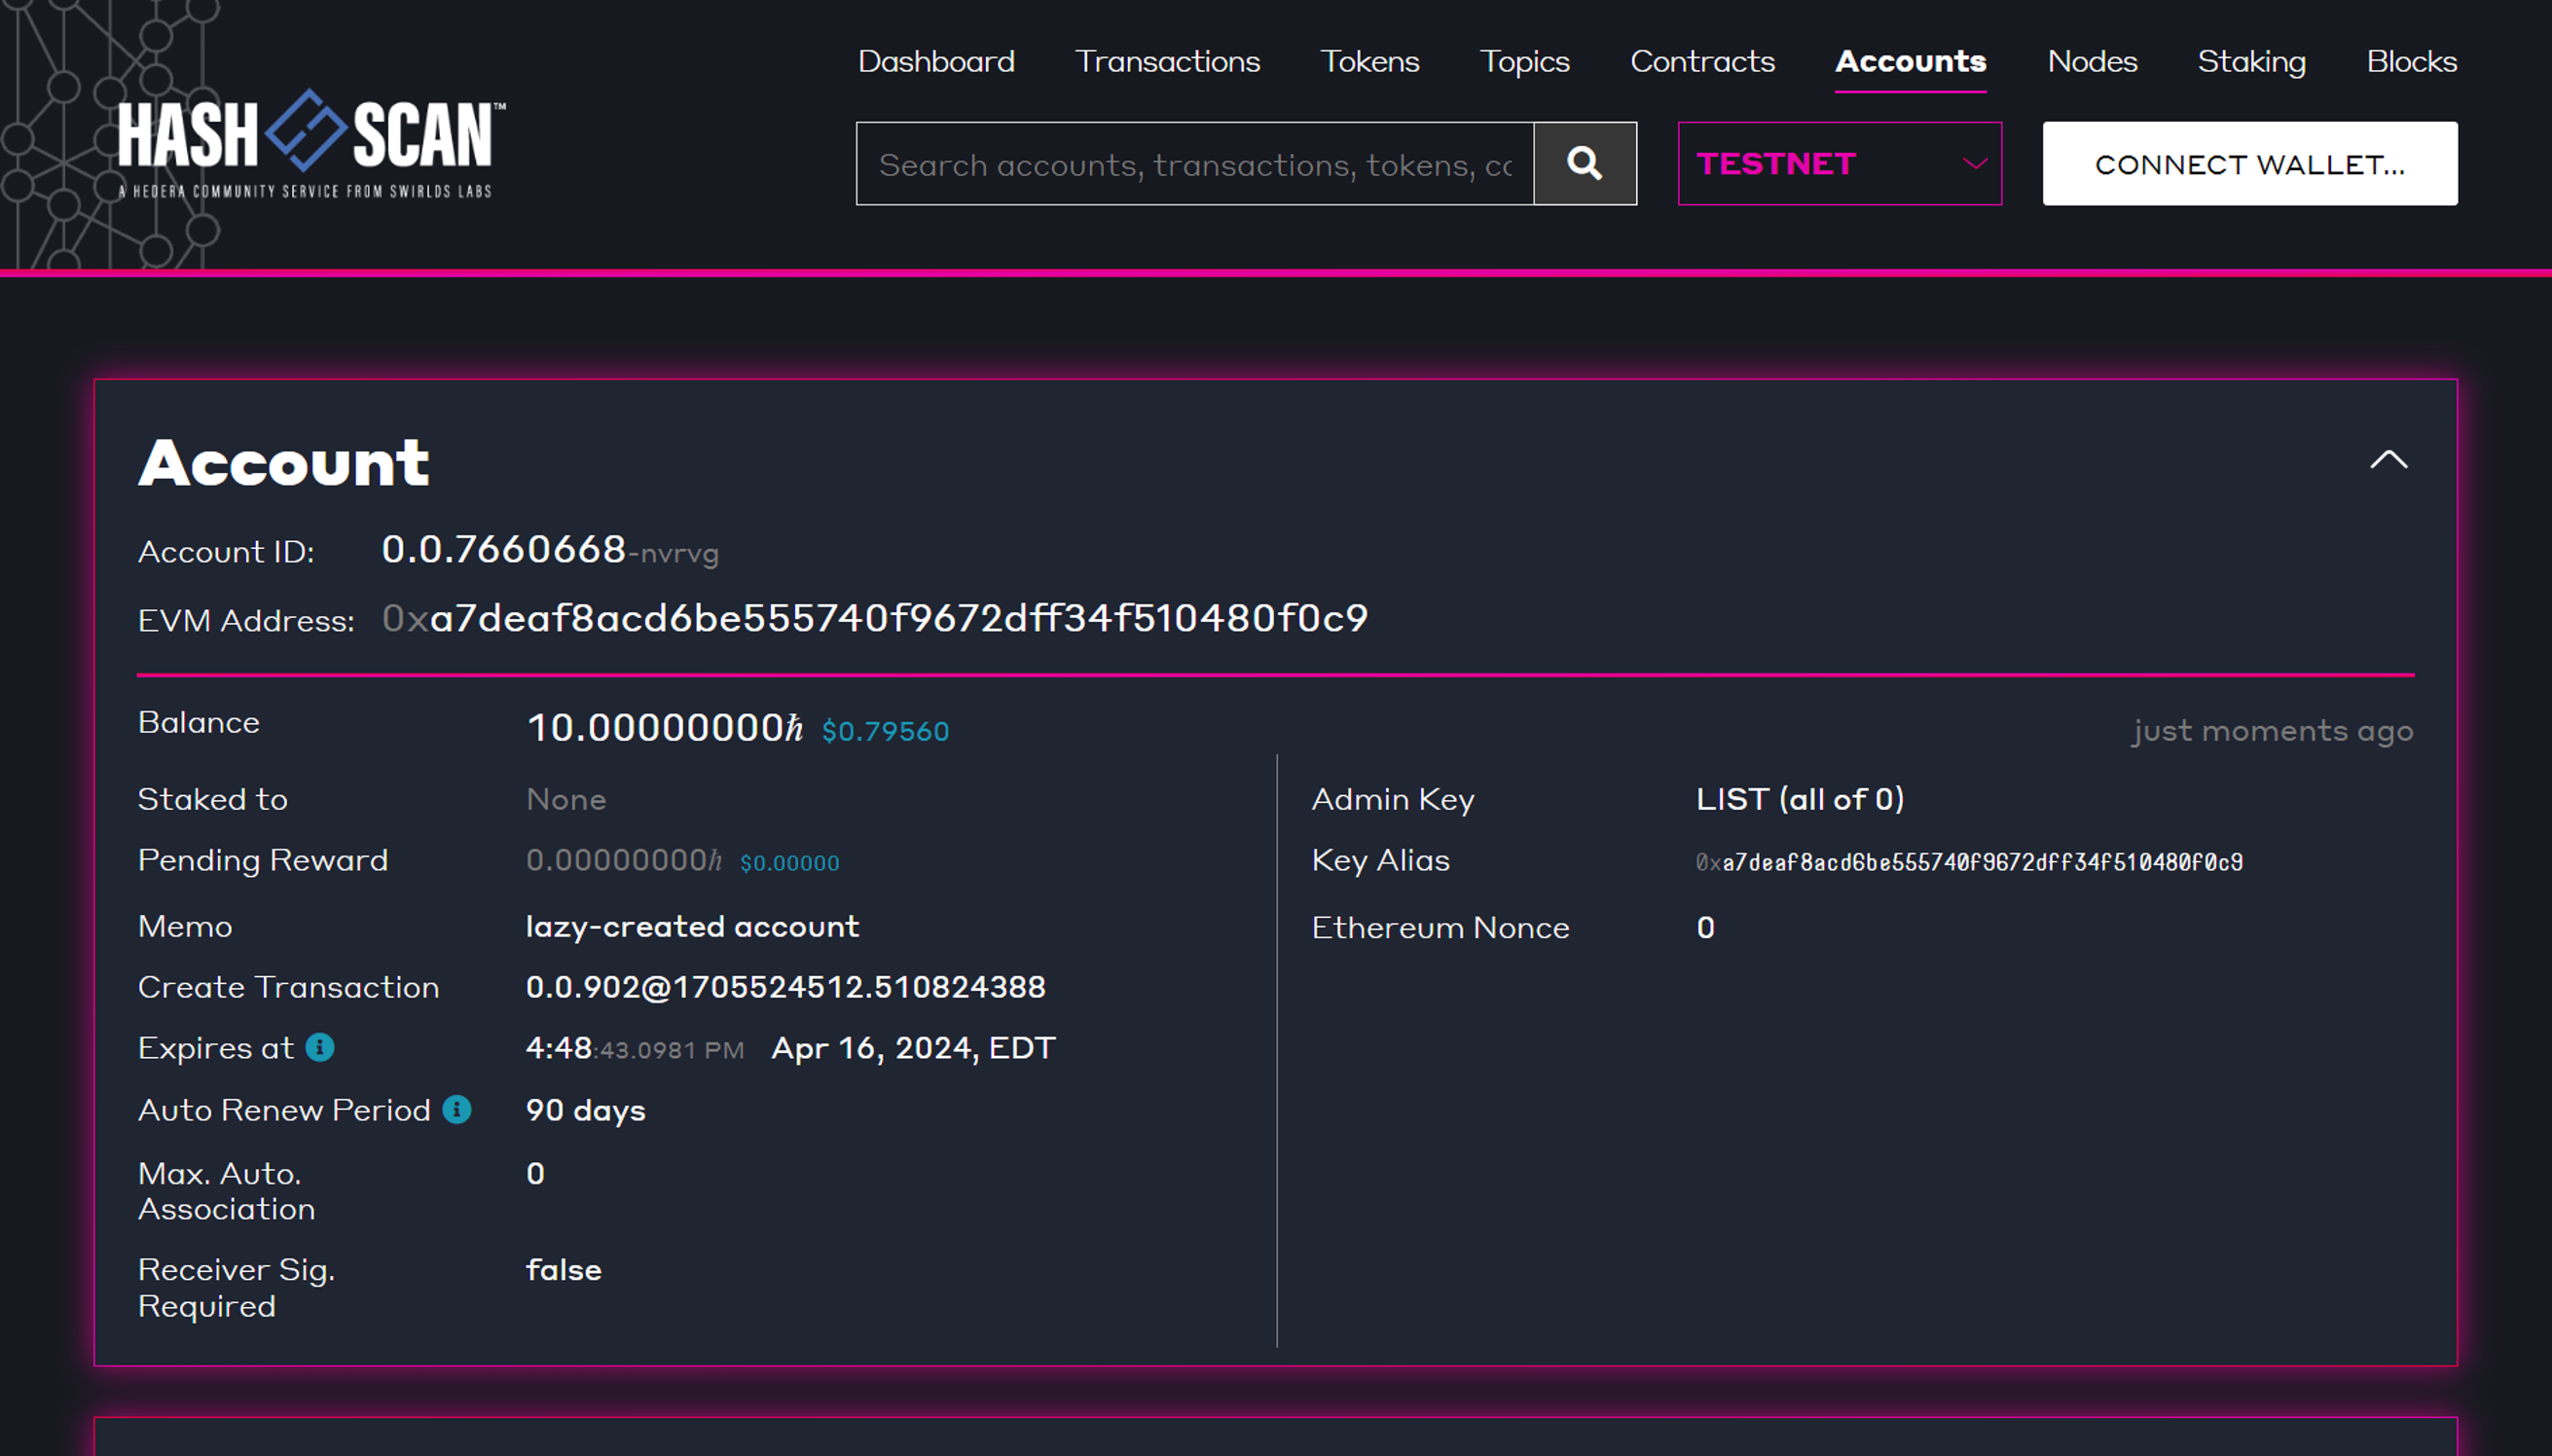 Dashboard Transactions Tokens Topics Contracts Accounts Nodes Staking Blocks
HASH SCAN™
A HEDERA COMMUNITY SERVICE FROM SWIRLDS LABS
Search accounts, transactions, tokens, cc
TESTNET
CONNECT WALLET...
Account
Account ID: 0.0.7660668-nvrvg
EVM Address: 0xa7deaf8acd6be555740f9672dff34f510480f0c9
Balance 10.00000000ℏ $0.79560 just moments ago
Staked to None
Pending Reward 0.00000000ℏ $0.00000
Memo lazy-created account
Create Transaction 0.0.902@1705524512.510824388
Expires at 4:48:43.0981 PM Apr 16, 2024, EDT
Auto Renew Period 90 days
Max. Auto. Association 0
Receiver Sig. Required false
Admin Key LIST (all of 0)
Key Alias 0xa7deaf8acd6be555740f9672dff34f510480f0c9
Ethereum Nonce 0